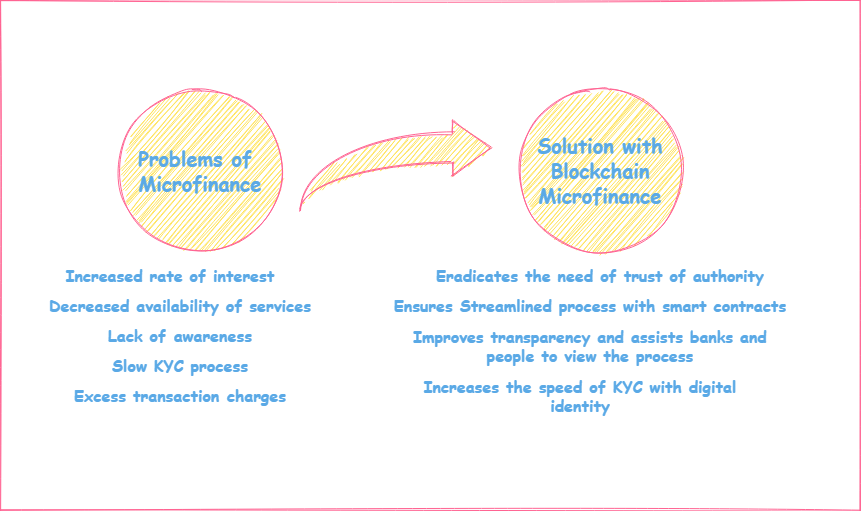 Problems of
Microfinance
Increased rate of interest
Decreased availability of services
Lack of awareness
Slow KYC process
Excess transaction charges
Solution with
Blockchain
Microfinance
Eradicates the need of trust of authority
Ensures Streamlined process with smart contracts
Improves transparency and assists banks and
people to view the process
Increases the speed of KYC with digital
identity